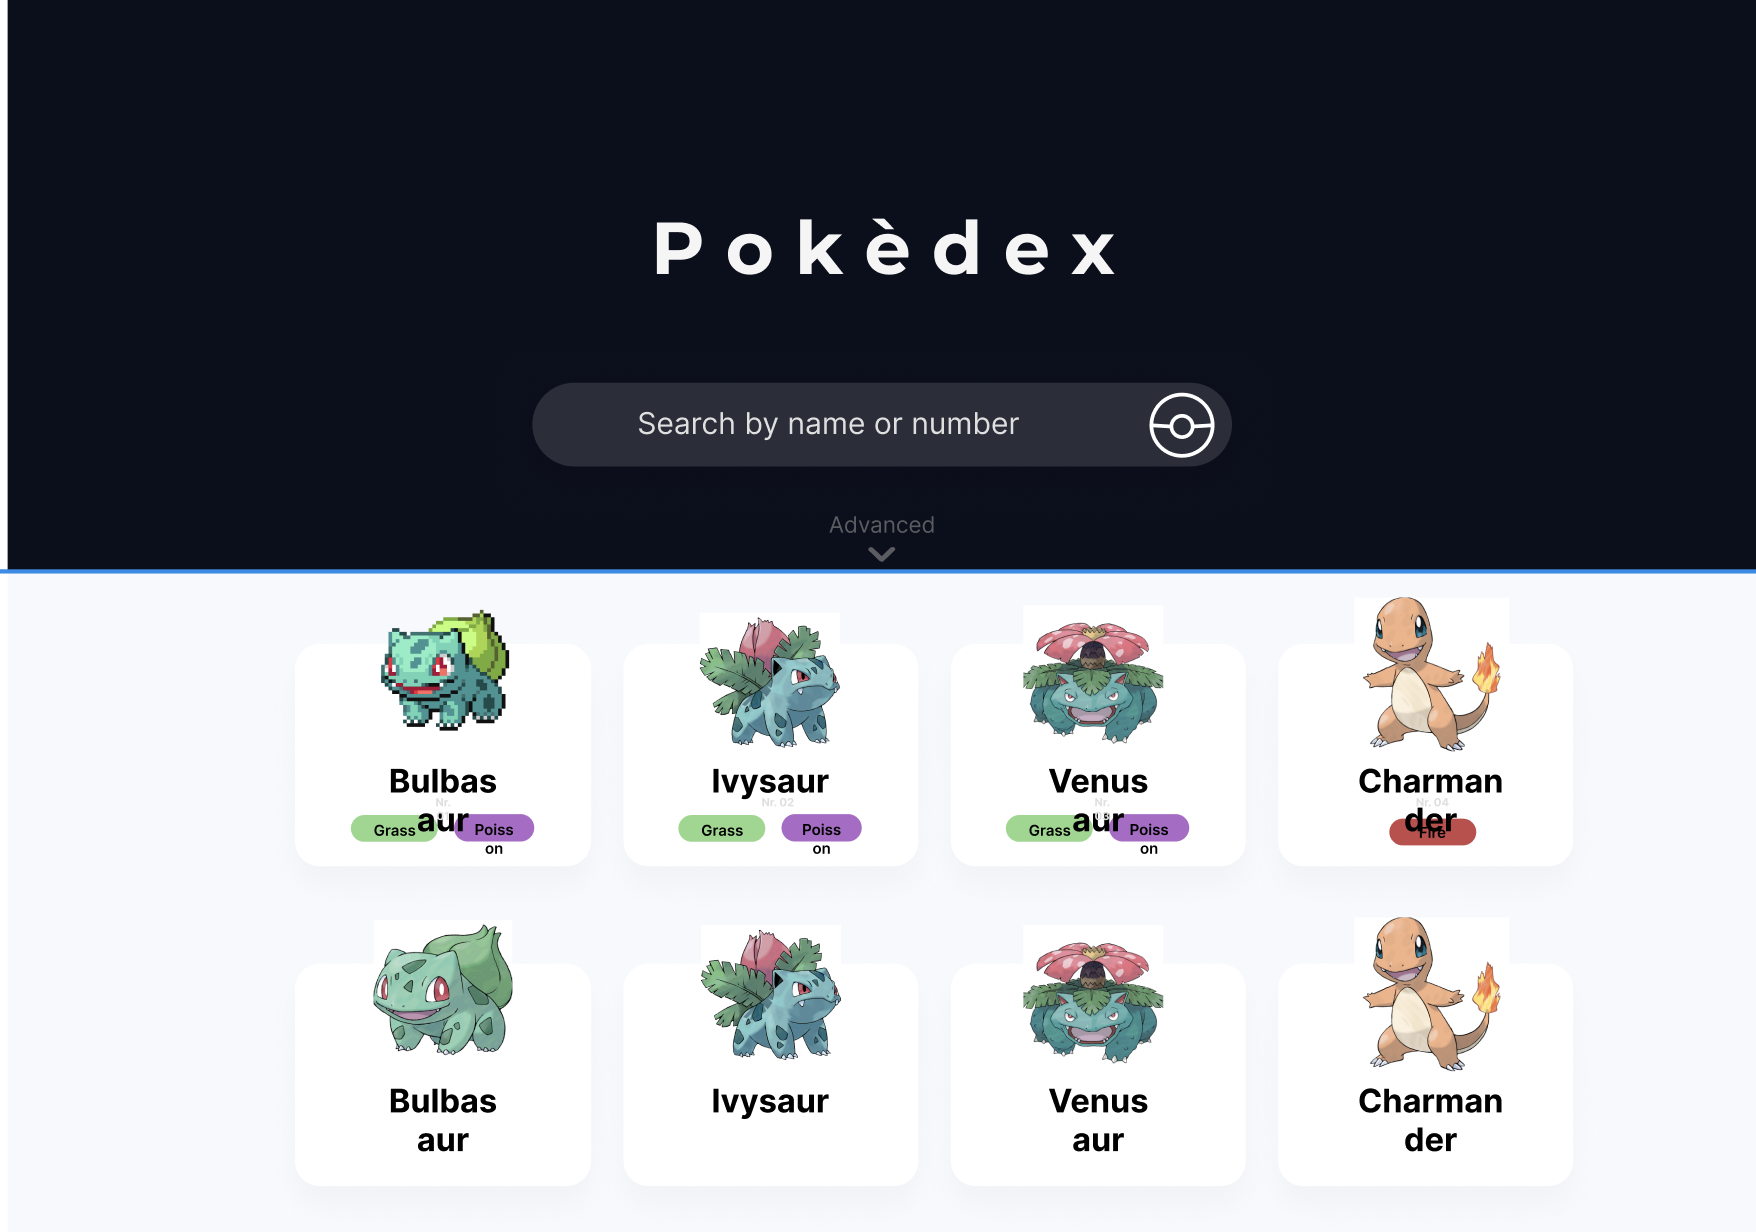 Pokèdex
Search by name or number
Advanced
Bulbas
aur
Nr.
Grass
Poiss
on
Ivysaur
Nr. 02
Grass
Poiss
on
Venus
aur
Nr.
Grass
Poiss
on
Charman
der
Nr. 04
Fire
Bulbas
aur
Ivysaur
Venus
aur
Charman
der